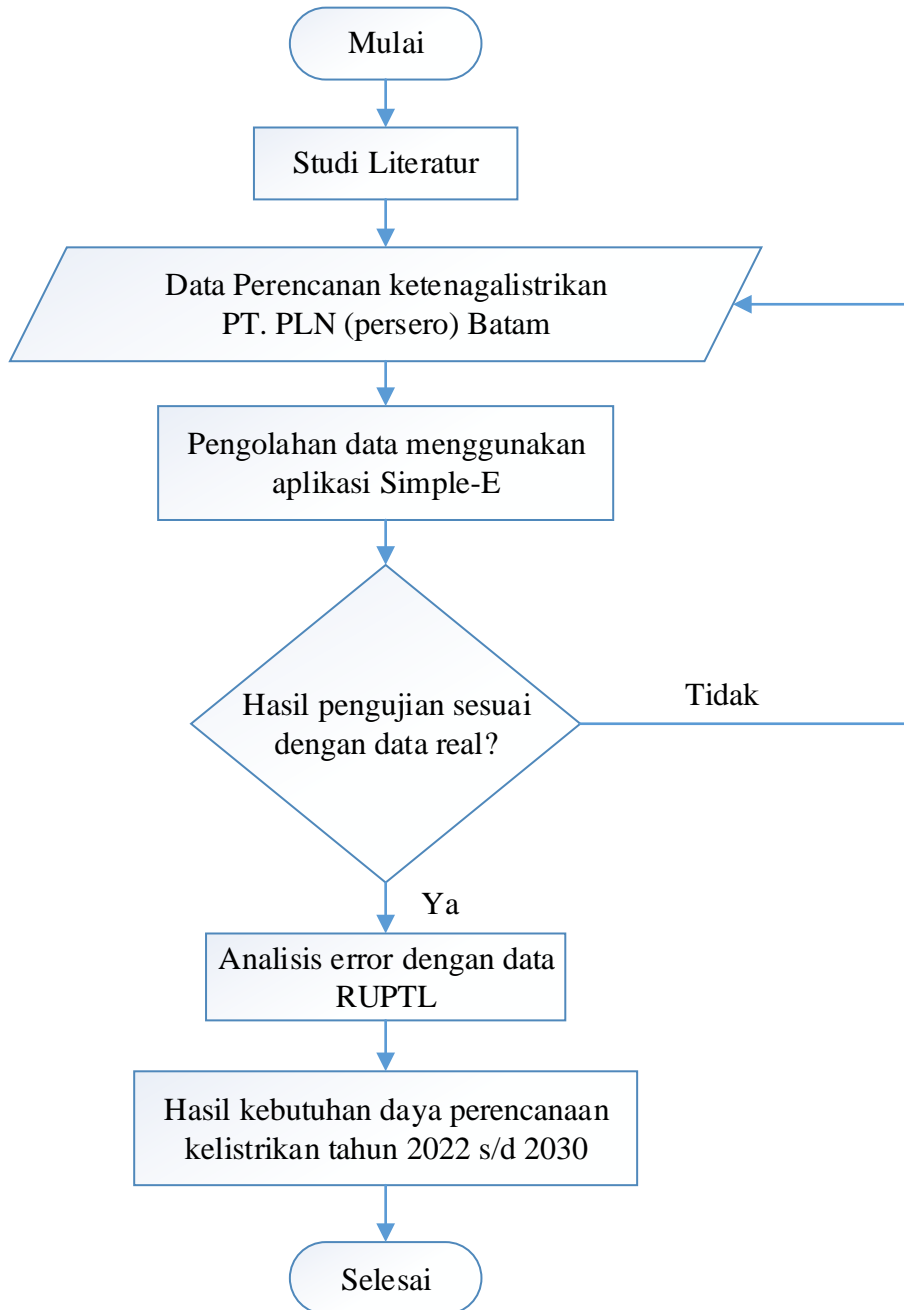 Mulai
Studi Literatur
Data Perencanan ketenagalistrikan
PT. PLN (persero) Batam
Pengolahan data menggunakan
aplikasi Simple-E
Hasil pengujian sesuai
dengan data real?
Tidak
Ya
Analisis error dengan data
RUPTL
Hasil kebutuhan daya perencanaan
kelistrikan tahun 2022 s/d 2030
Selesai